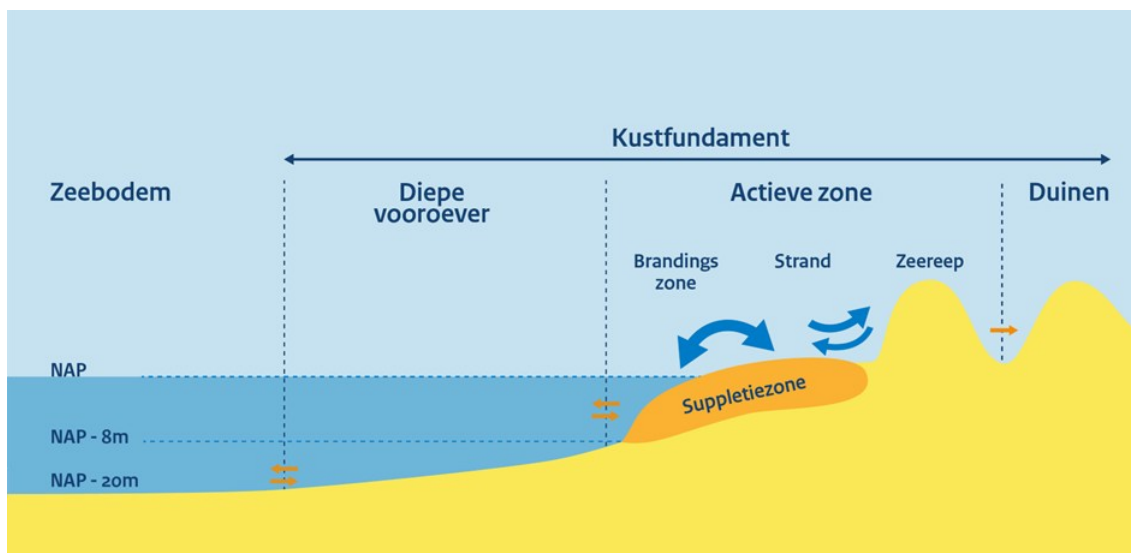 Kustfundament
Zeebodem
Diepe
vooroever
Actieve zone
Duinen
Brandings
zone
Strand
Zeereep
NAP
Suppletiezone
NAP - 8m
NAP - 20m